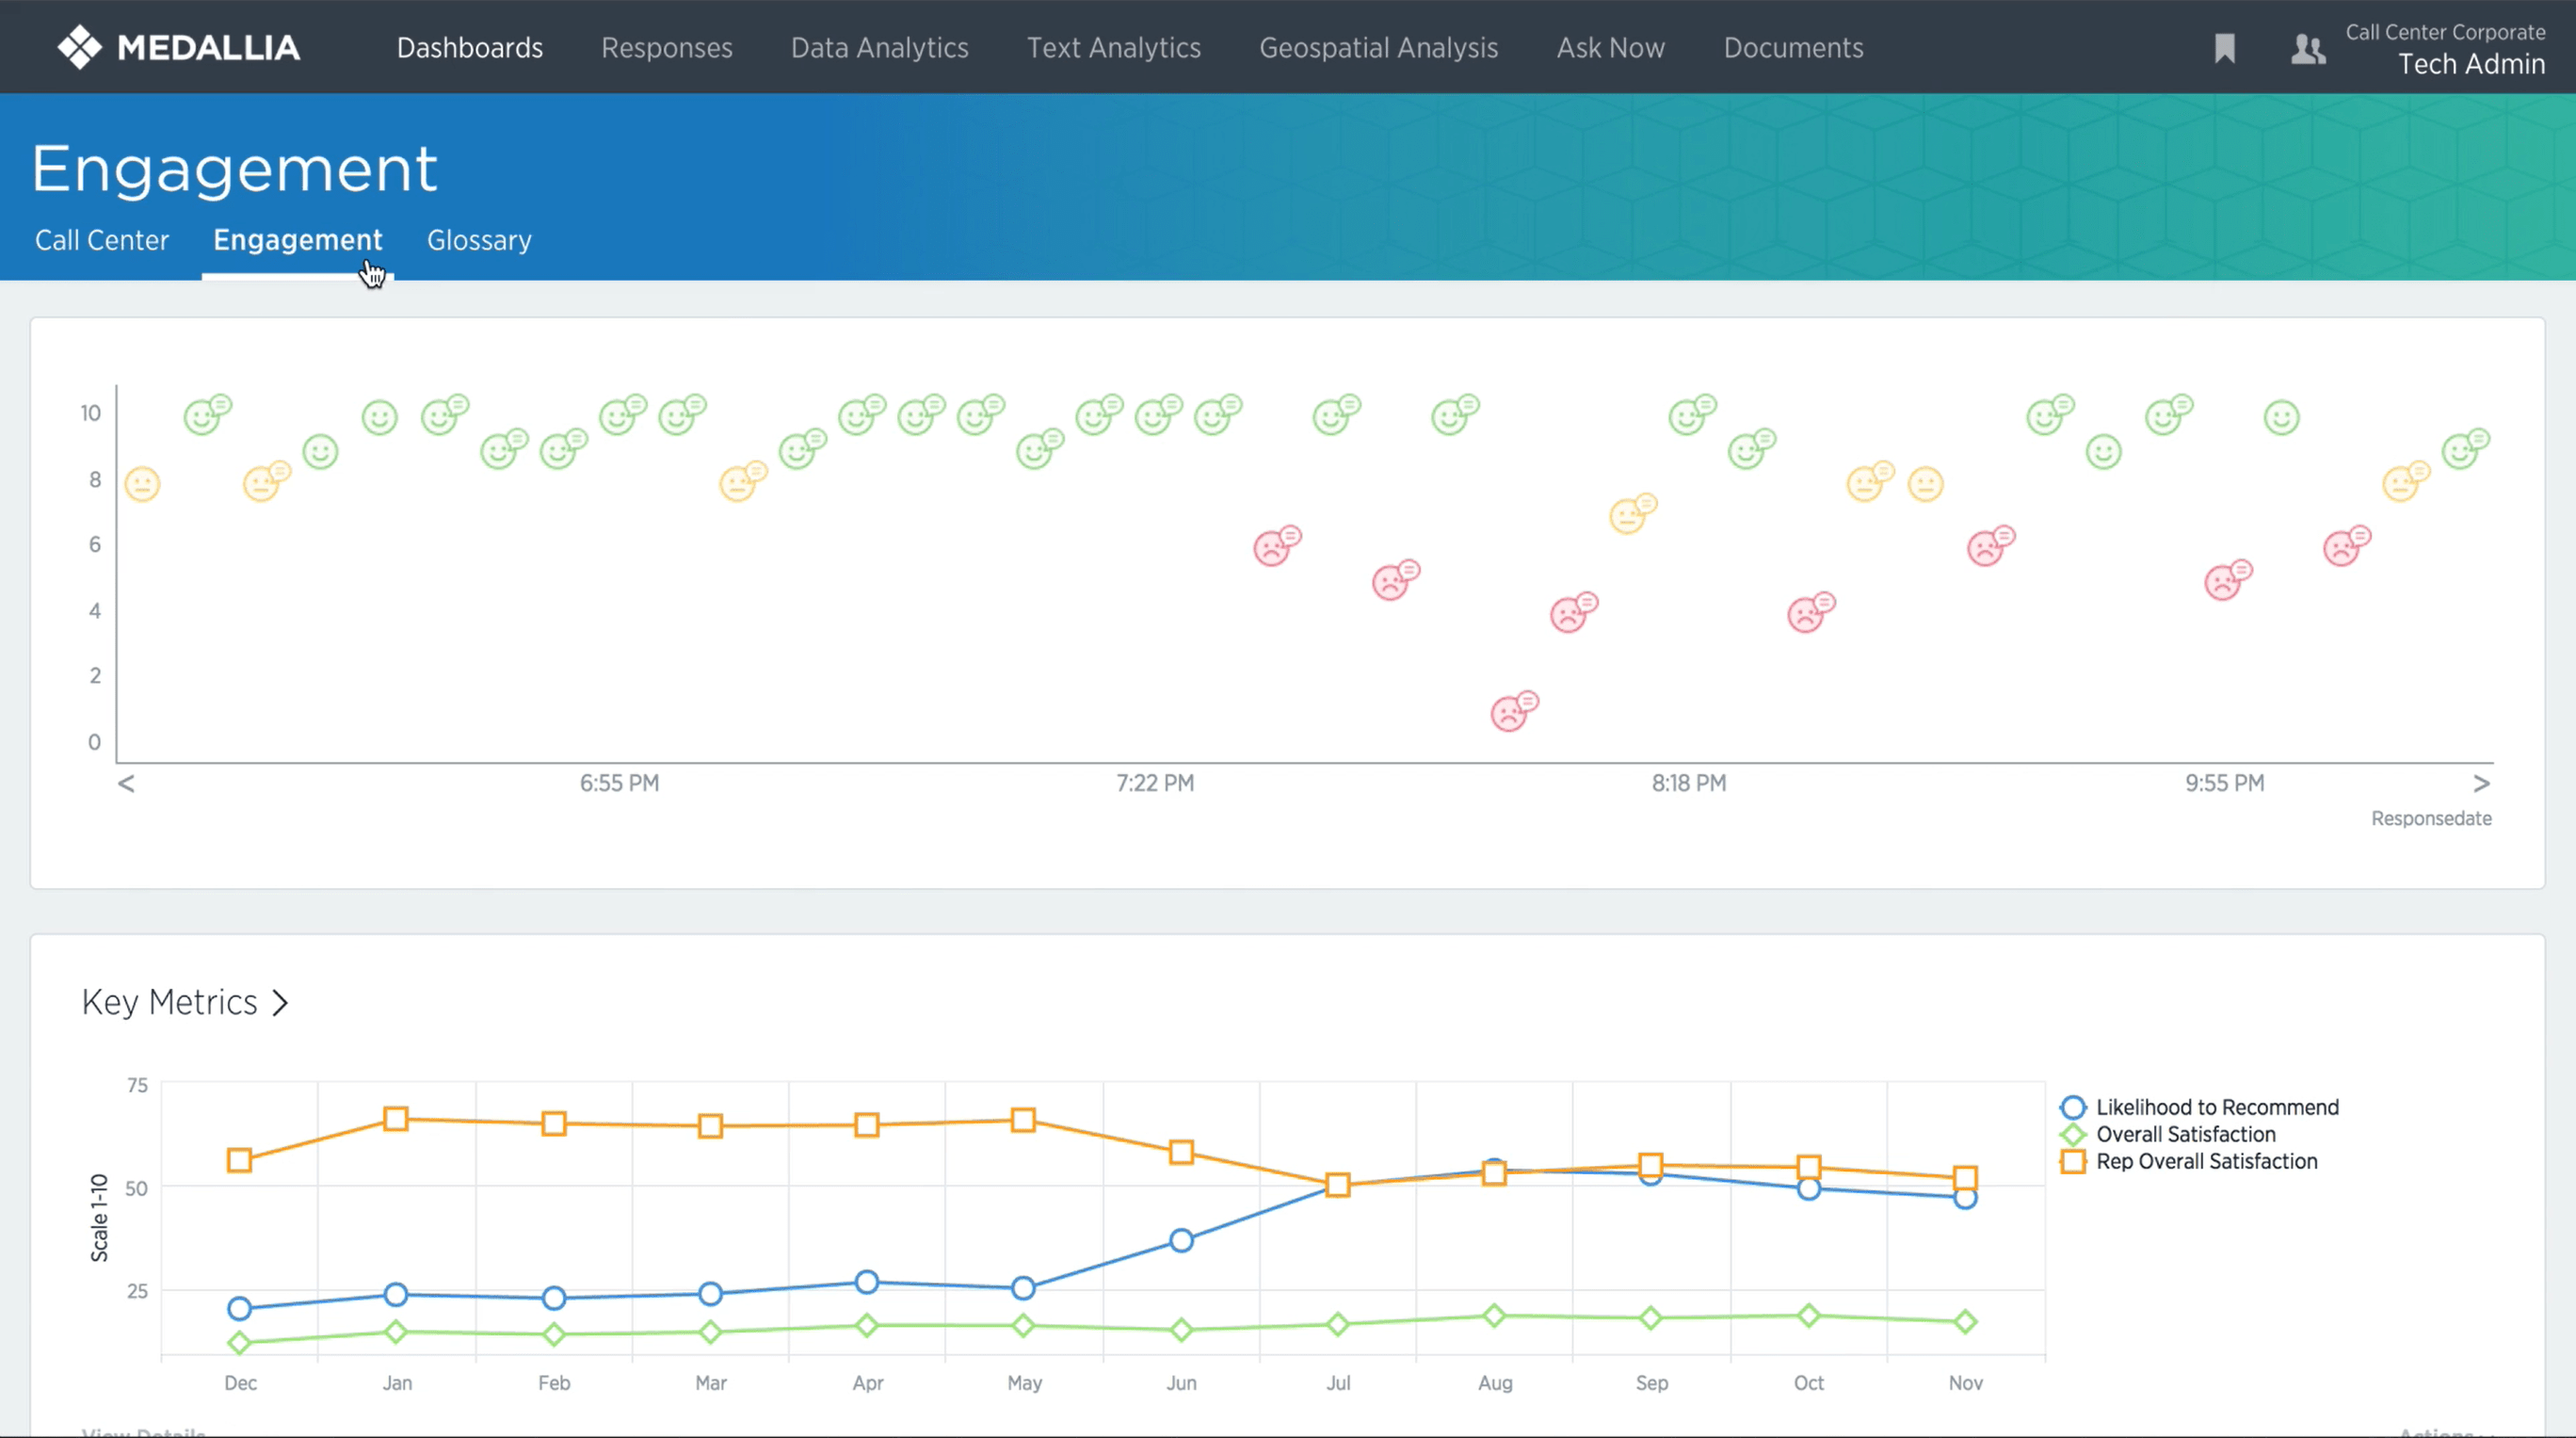 MEDALLIA
Dashboards
Responses
Data Analytics
Text Analytics
Geospatial Analysis
Ask Now
Documents
Call Center Corporate
Tech Admin
Engagement
Call Center
Engagement
Glossary
10
8
6
4
2
0
<
6:55 PM
7:22 PM
8:18 PM
9:55 PM
>
Responsedate
Key Metrics >
75
50
25
Scale 1-10
Likelihood to Recommend
Overall Satisfaction
Rep Overall Satisfaction
Dec
Jan
Feb
Mar
Apr
May
Jun
Jul
Aug
Sep
Oct
Nov
View Details
Actions